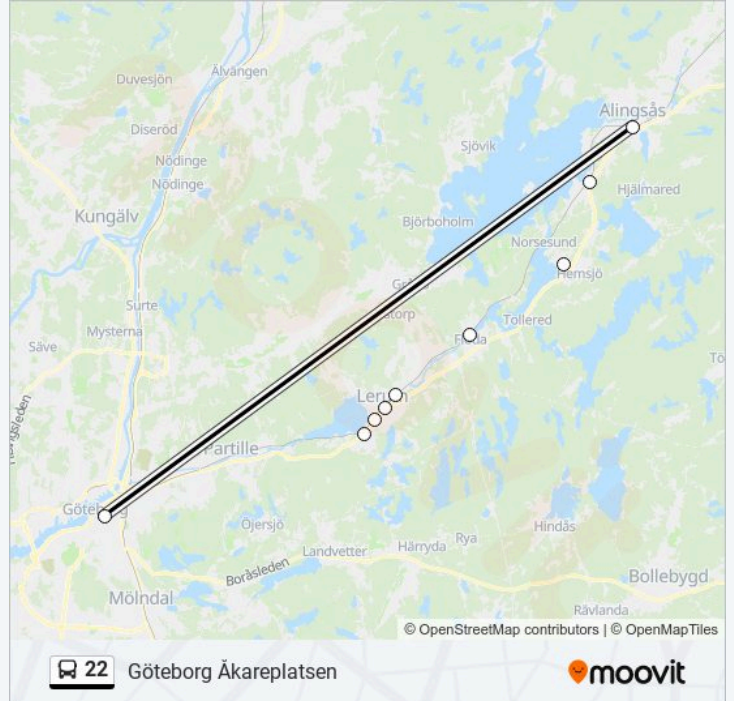 Älvängen
Duvesjön
Alingsås
Diseröd
Sjövik
Nödinge
Nödinge
Hjälmared
Kungälv
Björboholm
Norsesund
Hemsjö
Surte
Tollered
Mysterna
Säve
Floda
Lerum
Partille
Göteborg
Öjersjö
Hindås
Rya
Härryda
Landvetter
Boråsleden
Bollebygd
Mölndal
Rävlanda
© OpenStreetMap contributors | © OpenMapTiles
22 Göteborg Åkareplatsen
moovit